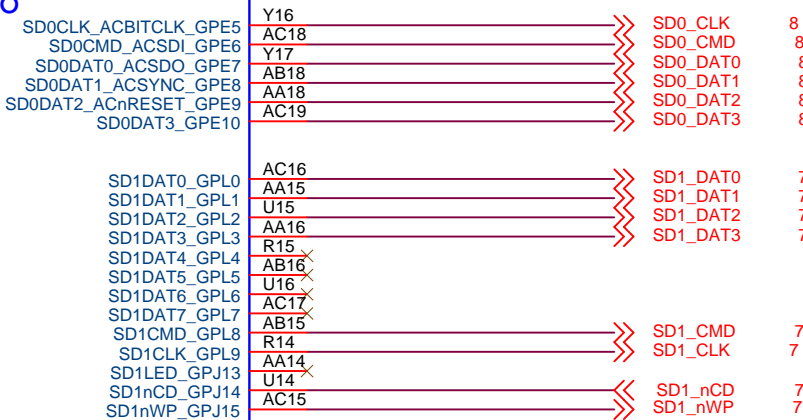 SD0CLK_ACBITCLK_GPE5 Y16 SD0_CLK 8
SD0CMD_ACSDI_GPE6 AC18 SD0_CMD 8
SD0DAT0_ACSDO_GPE7 Y17 SD0_DAT0 8
SD0DAT1_ACSYNC_GPE8 AB18 SD0_DAT1 8
SD0DAT2_ACnRESET_GPE9 AA18 SD0_DAT2 8
SD0DAT3_GPE10 AC19 SD0_DAT3 8
SD1DAT0_GPL0 AC16 SD1_DAT0 7
SD1DAT1_GPL1 AA15 SD1_DAT1 7
SD1DAT2_GPL2 U15 SD1_DAT2 7
SD1DAT3_GPL3 AA16 SD1_DAT3 7
SD1DAT4_GPL4 R15
SD1DAT5_GPL5 AB16
SD1DAT6_GPL6 U16
SD1DAT7_GPL7 AC17
SD1CMD_GPL8 AB15 SD1_CMD 7
SD1CLK_GPL9 R14 SD1_CLK 7
SD1LED_GPJ13 AA14
SD1nCD_GPJ14 U14 SD1_nCD 7
SD1nWP_GPJ15 AC15 SD1_nWP 7